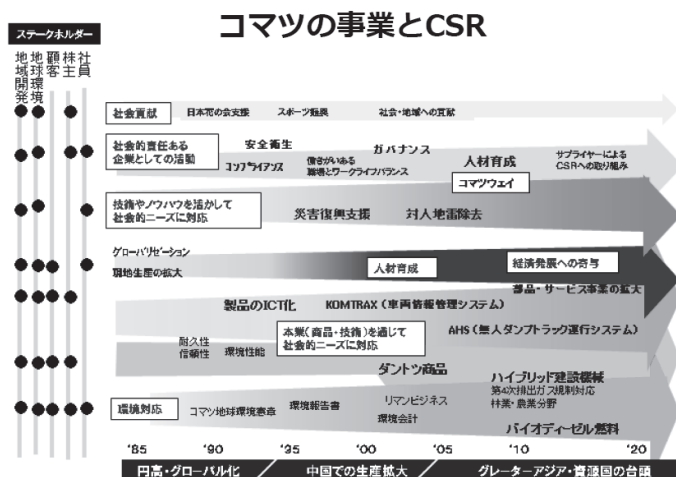 コマツの事業とCSR
ステークホルダー
地域開発
地球環境
顧客
株主
社員
社会貢献
日本花の会支援
スポーツ振興
社会・地域への貢献
社会的責任ある
企業としての活動
安全衛生
コンプライアンス
働きがいある
職場とワークライフバランス
ガバナンス
人材育成
サプライヤーによる
CSRへの取り組み
コマツウェイ
技術やノウハウを活かして
社会的ニーズに対応
災害復興支援
対人地雷除去
グローバリゼーション
現地生産の拡大
人材育成
経済発展への寄与
部品・サービス事業の拡大
製品のICT化
KOMTRAX(車両情報管理システム)
本業(商品・技術)を通じて
社会的ニーズに対応
AHS(無人ダンプトラック運行システム)
耐久性
信頼性
環境性能
ダントツ商品
ハイブリッド建設機械
第4次排出ガス規制対応
林業・農業分野
環境対応
コマツ地球環境憲章
環境報告書
リマンビジネス
環境会計
バイオディーゼル燃料
'85 '90 '95 '00 '05 '10 '20
円高・グローバル化
中国での生産拡大
グレーターアジア・資源国の台頭